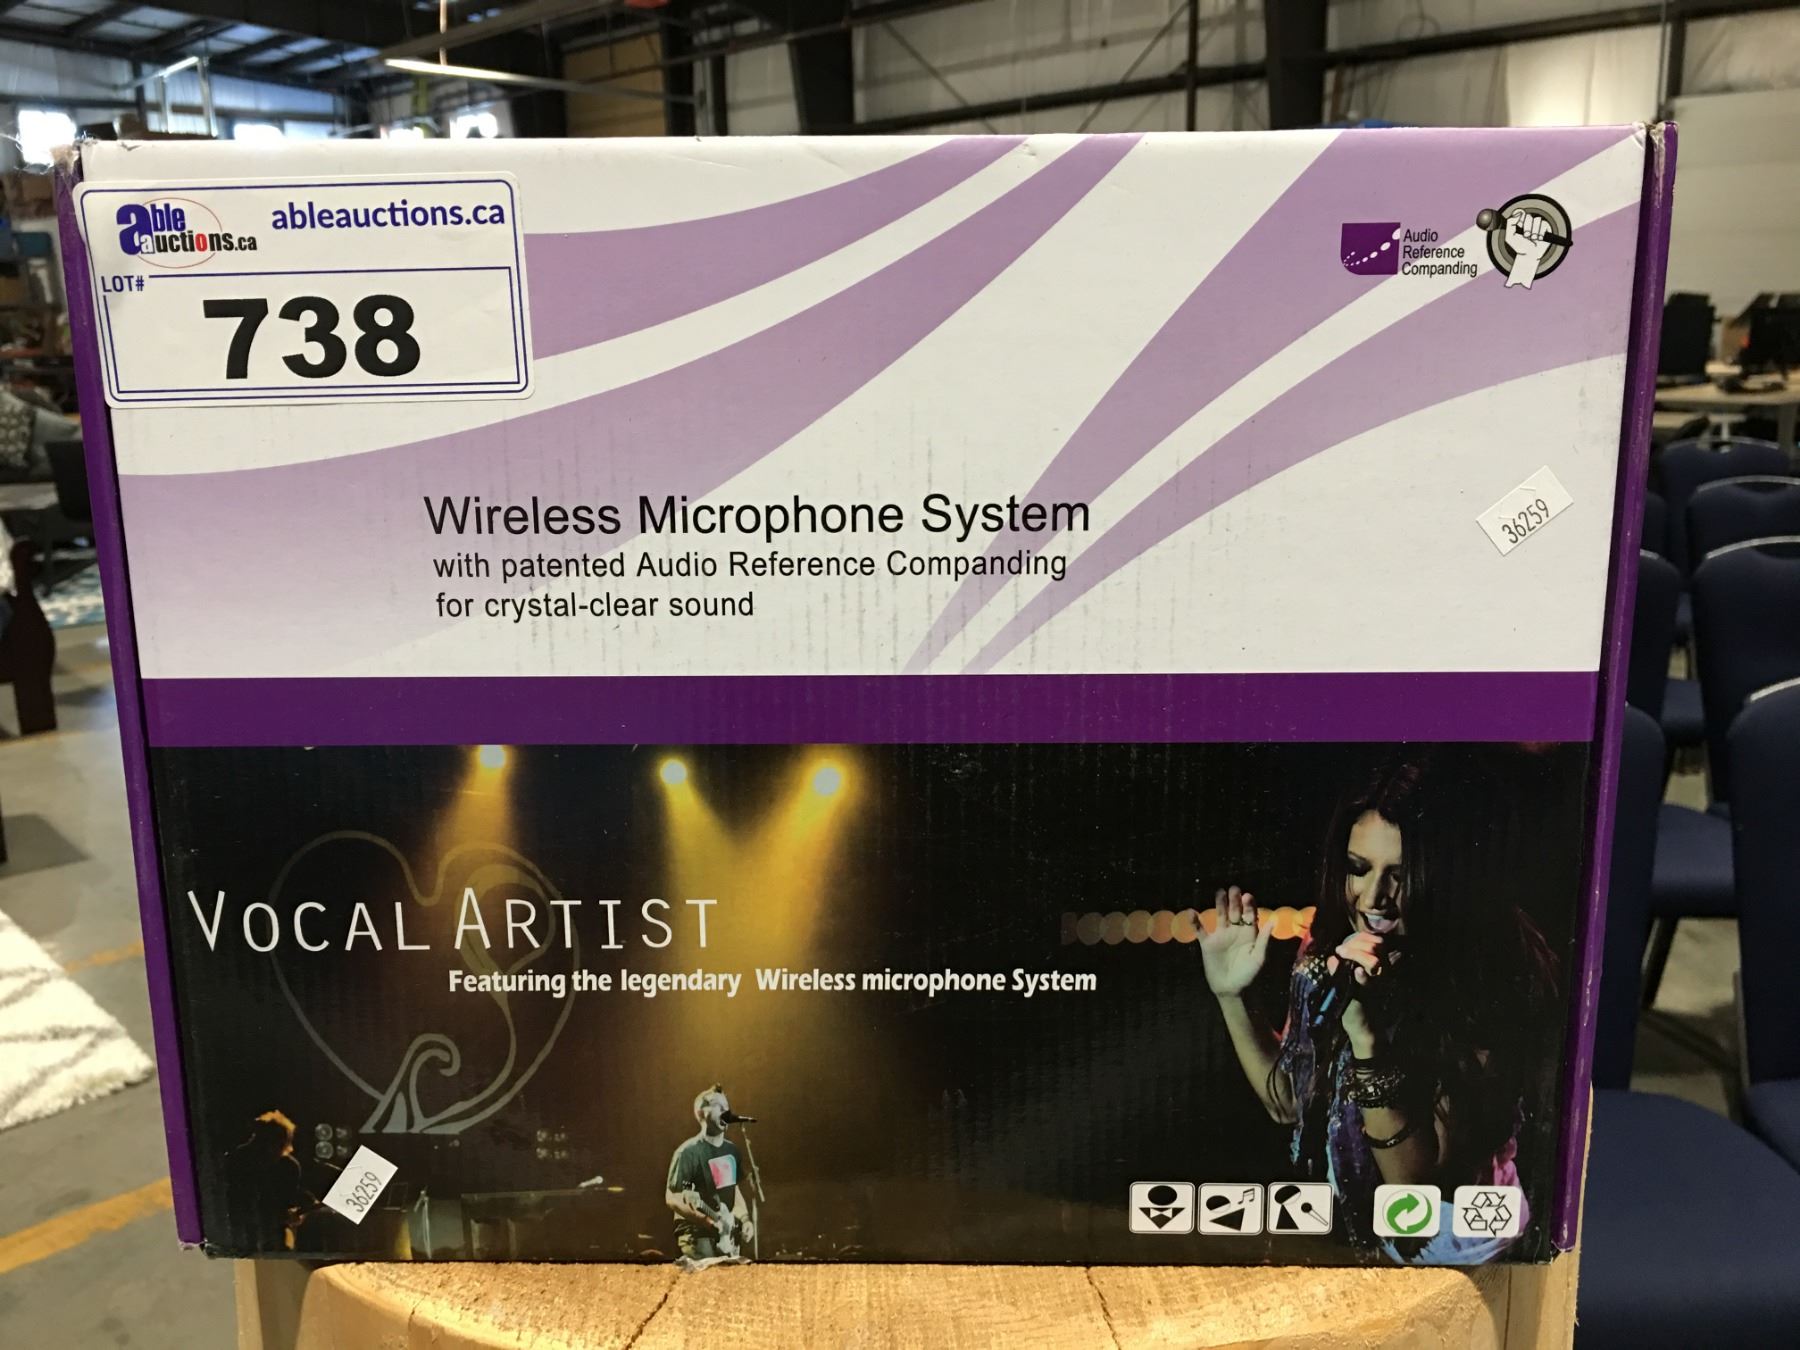 able
auctions.ca
ableauctions.ca
LOT#
738
Audio
Reference
Companding
Wireless Microphone System
with patented Audio Reference Companding
for crystal-clear sound
36259
VOCAL ARTIST
Featuring the legendary Wireless microphone System
36259